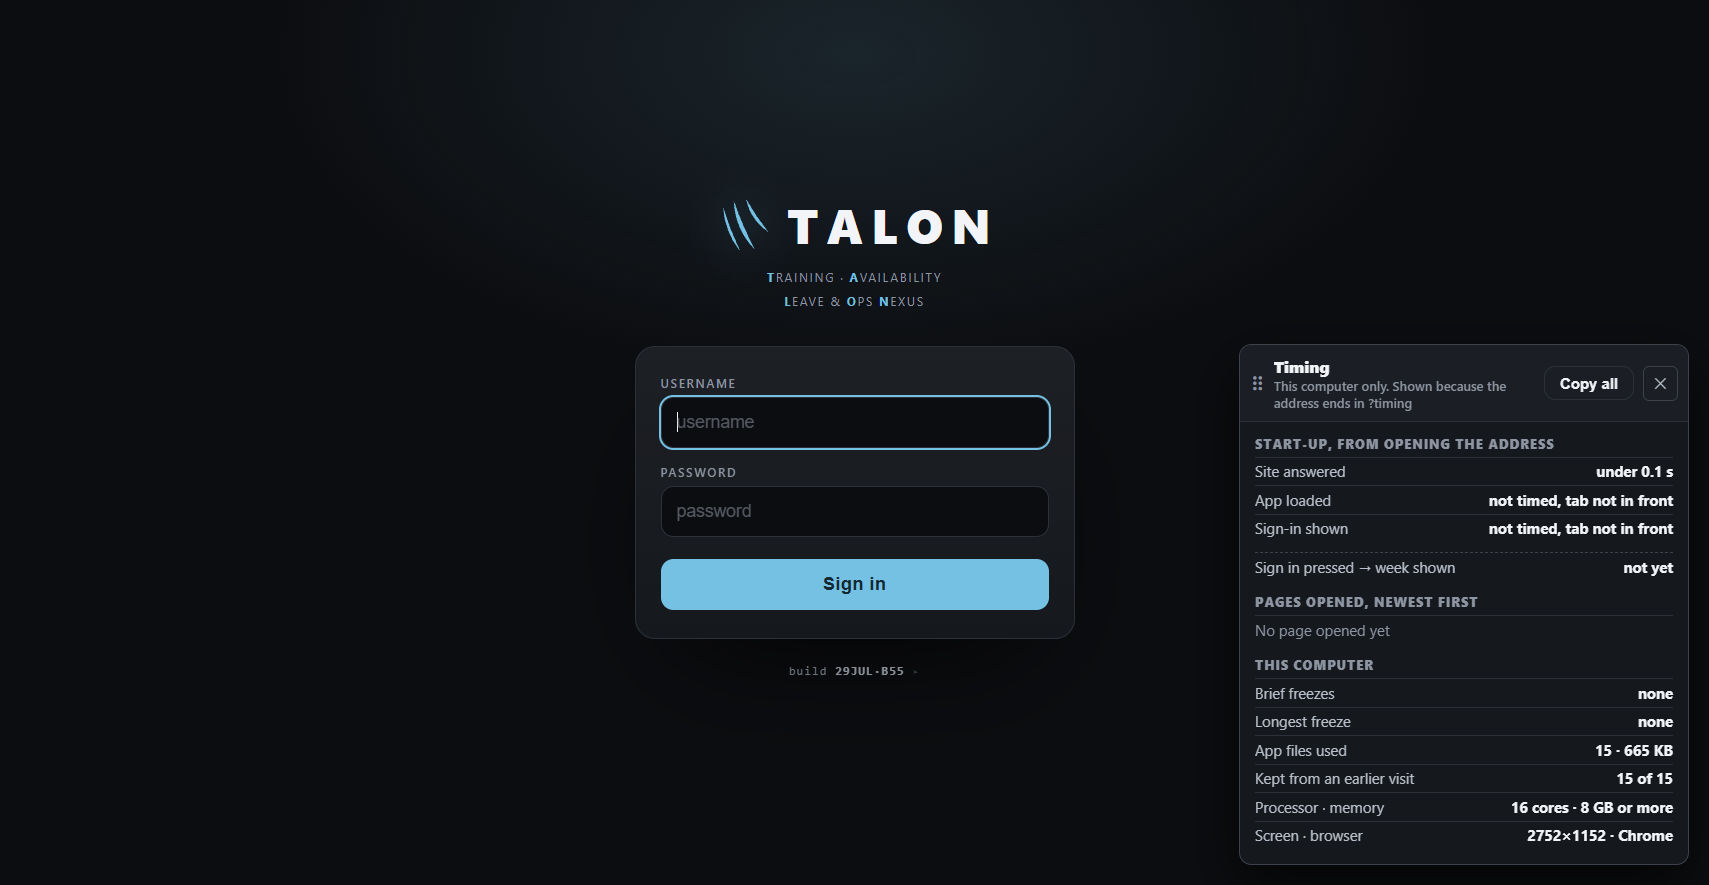 TALON
TRAINING · AVAILABILITY
LEAVE & OPS NEXUS
USERNAME
username
PASSWORD
password
Sign in
build 29JUL-B55
Timing
This computer only. Shown because the
address ends in ?timing
Copy all
START-UP, FROM OPENING THE ADDRESS
Site answered under 0.1 s
App loaded not timed, tab not in front
Sign-in shown not timed, tab not in front
Sign in pressed → week shown not yet
PAGES OPENED, NEWEST FIRST
No page opened yet
THIS COMPUTER
Brief freezes none
Longest freeze none
App files used 15 · 665 KB
Kept from an earlier visit 15 of 15
Processor · memory 16 cores · 8 GB or more
Screen · browser 2752×1152 · Chrome